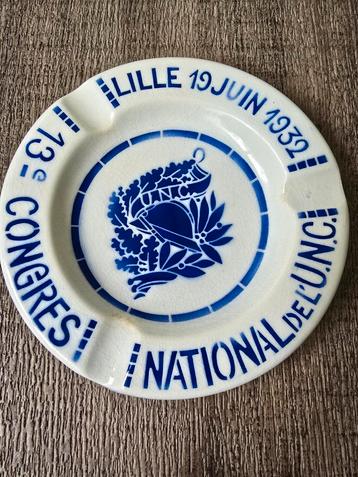 LILLE 19 JUIN 1932
13e CONGRES
NATIONAL DE L'U.N.C.
U.N.C.